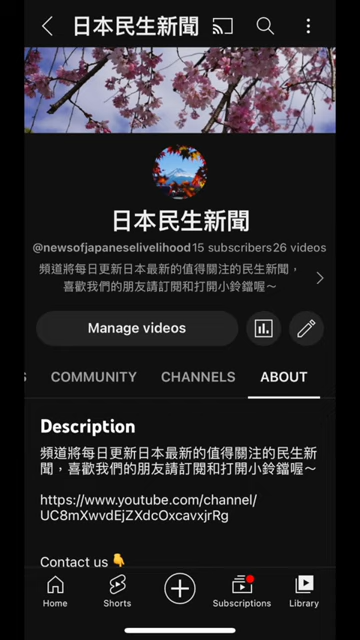 日本民生新聞
日本民生新聞
@newsofjapaneselivelihood 15 subscribers 26 videos
頻道將每日更新日本最新的值得關注的民生新聞，
喜歡我們的朋友請訂閱和打開小鈴鐺喔～
Manage videos
S COMMUNITY CHANNELS ABOUT
Description
頻道將每日更新日本最新的值得關注的民生新
聞，喜歡我們的朋友請訂閱和打開小鈴鐺喔～
https://www.youtube.com/channel/
UC8mXwvdEjZXdcOxcavxjrRg
Contact us👇
Home Shorts Subscriptions Library